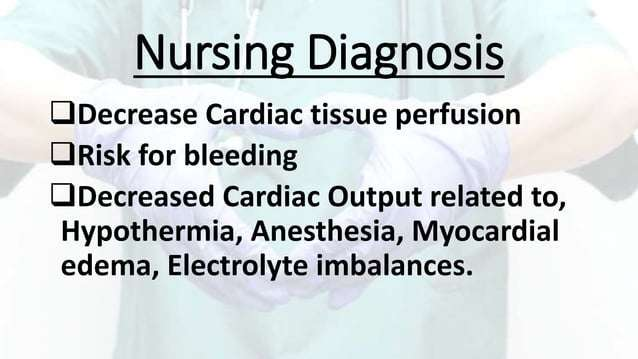 Nursing Diagnosis
❑Decrease Cardiac tissue perfusion
❑Risk for bleeding
❑Decreased Cardiac Output related to,
Hypothermia, Anesthesia, Myocardial
edema, Electrolyte imbalances.